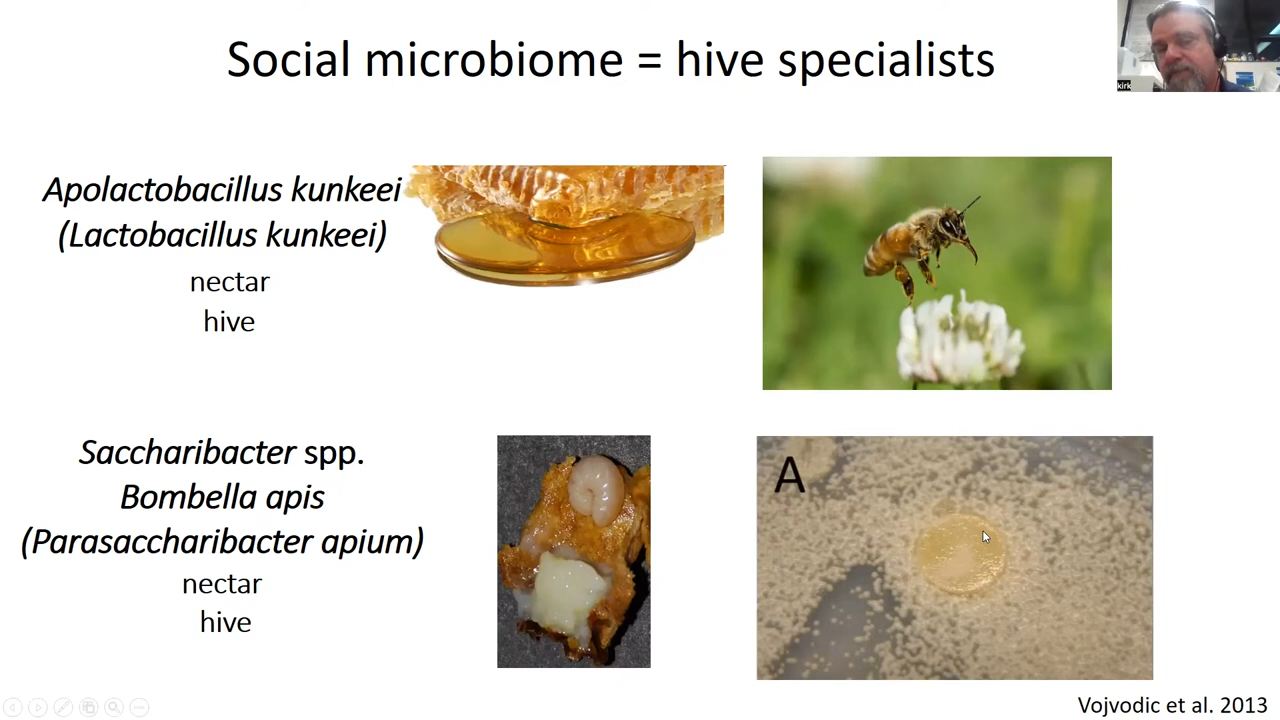 Social microbiome = hive specialists
kirk
Apolactobacillus kunkeei
(Lactobacillus kunkeei)
nectar
hive
Saccharibacter spp.
Bombella apis
(Parasaccharibacter apium)
nectar
hive
A
Vojvodic et al. 2013